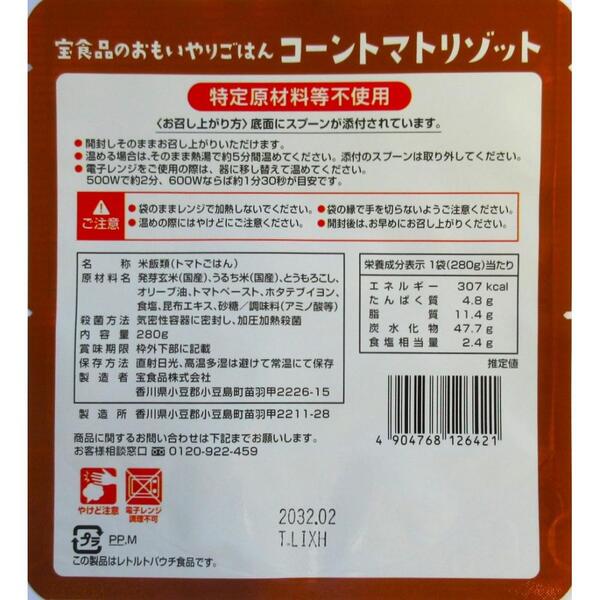 宝食品のおもいやりごはん コーントマトリゾット
特定原材料等不使用
〈お召し上がり方〉底面にスプーンが添付されています。
●開封しそのままお召し上がりいただけます。
●温める場合は、そのまま熱湯で約5分間温めてください。添付のスプーンは取り外してください。
●電子レンジをご使用の際は、器に移し替えて温めてください。
500Wで約2分、600Wならば約1分30秒が目安です。
ご注意
●袋のままレンジで加熱しないでください。 ●袋の縁で手を切らないようご注意ください。
●温めの際にはやけどにご注意ください。 ●開封後は、お早めにお召し上がりください。
名称 米飯類(トマトごはん)
原材料名 発芽玄米(国産)、うるち米(国産)、とうもろこし、
オリーブ油、トマトペースト、ホタテブイヨン、
食塩、昆布エキス、砂糖/調味料(アミノ酸等)
殺菌方法 気密性容器に密封し、加圧加熱殺菌
内容量 280g
賞味期限 枠外下部に記載
保存方法 直射日光、高温多湿は避けて常温にて保存
製造者 宝食品株式会社
香川県小豆郡小豆島町苗羽甲2226-15
製造所 香川県小豆郡小豆島町苗羽甲2211-28
栄養成分表示 1袋(280g)当たり
エネルギー 307kcal
たんぱく質 4.8g
脂質 11.4g
炭水化物 47.7g
食塩相当量 2.4g
推定値
4 904768 126421
商品に関するお問い合わせは下記までお願いします。
お客様相談窓口 0120-922-459
やけど注意
電子レンジ
調理不可
2032.02
T.LIXH
プラ PP,M
この製品はレトルトパウチ食品です。